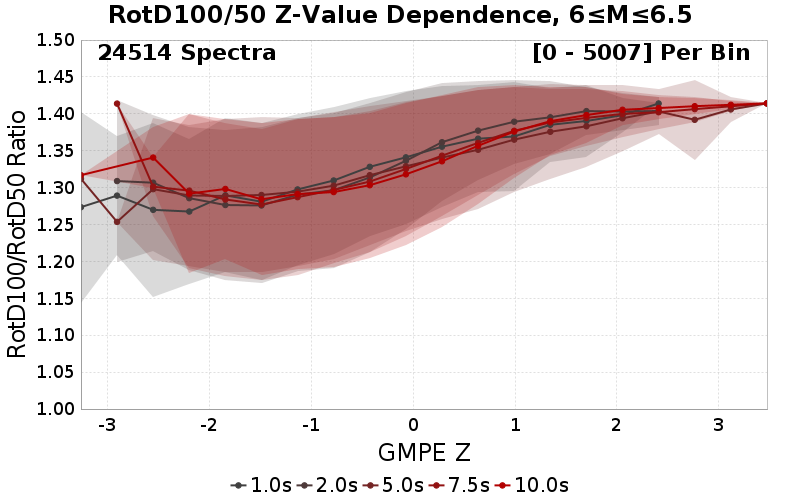 RotD100/50 Z-Value Dependence, 6≤M≤6.5
24514 Spectra
[0 - 5007] Per Bin
RotD100/RotD50 Ratio
1.50
1.45
1.40
1.35
1.30
1.25
1.20
1.15
1.10
1.05
1.00
-3 -2 -1 0 1 2 3
GMPE Z
1.0s 2.0s 5.0s 7.5s 10.0s